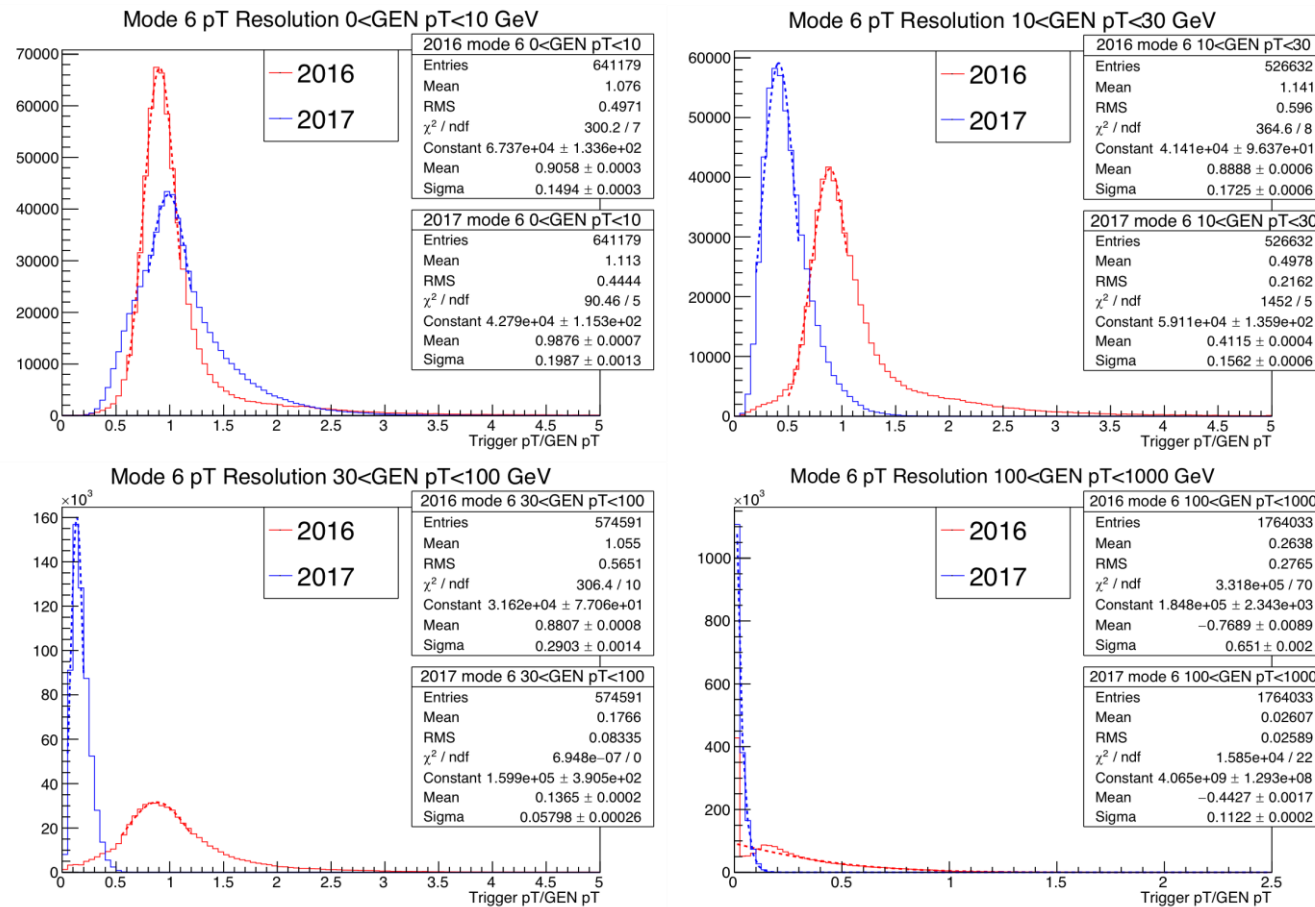 Mode 6 pT Resolution 0<GEN pT<10 GeV
70000
60000
50000
40000
30000
20000
10000
0
2016
2017
2016 mode 6 0<GEN pT<10
Entries 641179
Mean 1.076
RMS 0.4971
χ² / ndf 300.2 / 7
Constant 6.737e+04 ± 1.336e+02
Mean 0.9058 ± 0.0003
Sigma 0.1494 ± 0.0003
2017 mode 6 0<GEN pT<10
Entries 641179
Mean 1.113
RMS 0.4444
χ² / ndf 90.46 / 5
Constant 4.279e+04 ± 1.153e+02
Mean 0.9876 ± 0.0007
Sigma 0.1987 ± 0.0013
0 0.5 1 1.5 2 2.5 3 3.5 4 4.5 5
Trigger pT/GEN pT
Mode 6 pT Resolution 10<GEN pT<30 GeV
60000
50000
40000
30000
20000
10000
0
2016
2017
2016 mode 6 10<GEN pT<30
Entries 526632
Mean 1.141
RMS 0.596
χ² / ndf 364.6 / 8
Constant 4.141e+04 ± 9.637e+01
Mean 0.8888 ± 0.0006
Sigma 0.1725 ± 0.0006
2017 mode 6 10<GEN pT<30
Entries 526632
Mean 0.4978
RMS 0.2162
χ² / ndf 1452 / 5
Constant 5.911e+04 ± 1.359e+02
Mean 0.4115 ± 0.0004
Sigma 0.1562 ± 0.0006
0 0.5 1 1.5 2 2.5 3 3.5 4 4.5 5
Trigger pT/GEN pT
Mode 6 pT Resolution 30<GEN pT<100 GeV
×10³
160
140
120
100
80
60
40
20
0
2016
2017
2016 mode 6 30<GEN pT<100
Entries 574591
Mean 1.055
RMS 0.5651
χ² / ndf 306.4 / 10
Constant 3.162e+04 ± 7.706e+01
Mean 0.8807 ± 0.0008
Sigma 0.2903 ± 0.0014
2017 mode 6 30<GEN pT<100
Entries 574591
Mean 0.1766
RMS 0.08335
χ² / ndf 6.948e-07 / 0
Constant 1.599e+05 ± 3.905e+02
Mean 0.1365 ± 0.0002
Sigma 0.05798 ± 0.00026
0 0.5 1 1.5 2 2.5 3 3.5 4 4.5 5
Trigger pT/GEN pT
Mode 6 pT Resolution 100<GEN pT<1000 GeV
×10³
1000
800
600
400
200
0
2016
2017
2016 mode 6 100<GEN pT<1000
Entries 1764033
Mean 0.2638
RMS 0.2765
χ² / ndf 3.318e+05 / 70
Constant 1.848e+05 ± 2.343e+03
Mean −0.7689 ± 0.0089
Sigma 0.651 ± 0.002
2017 mode 6 100<GEN pT<1000
Entries 1764033
Mean 0.02607
RMS 0.02589
χ² / ndf 1.585e+04 / 22
Constant 4.065e+09 ± 1.293e+08
Mean −0.4427 ± 0.0017
Sigma 0.1122 ± 0.0002
0 0.5 1 1.5 2 2.5
Trigger pT/GEN pT